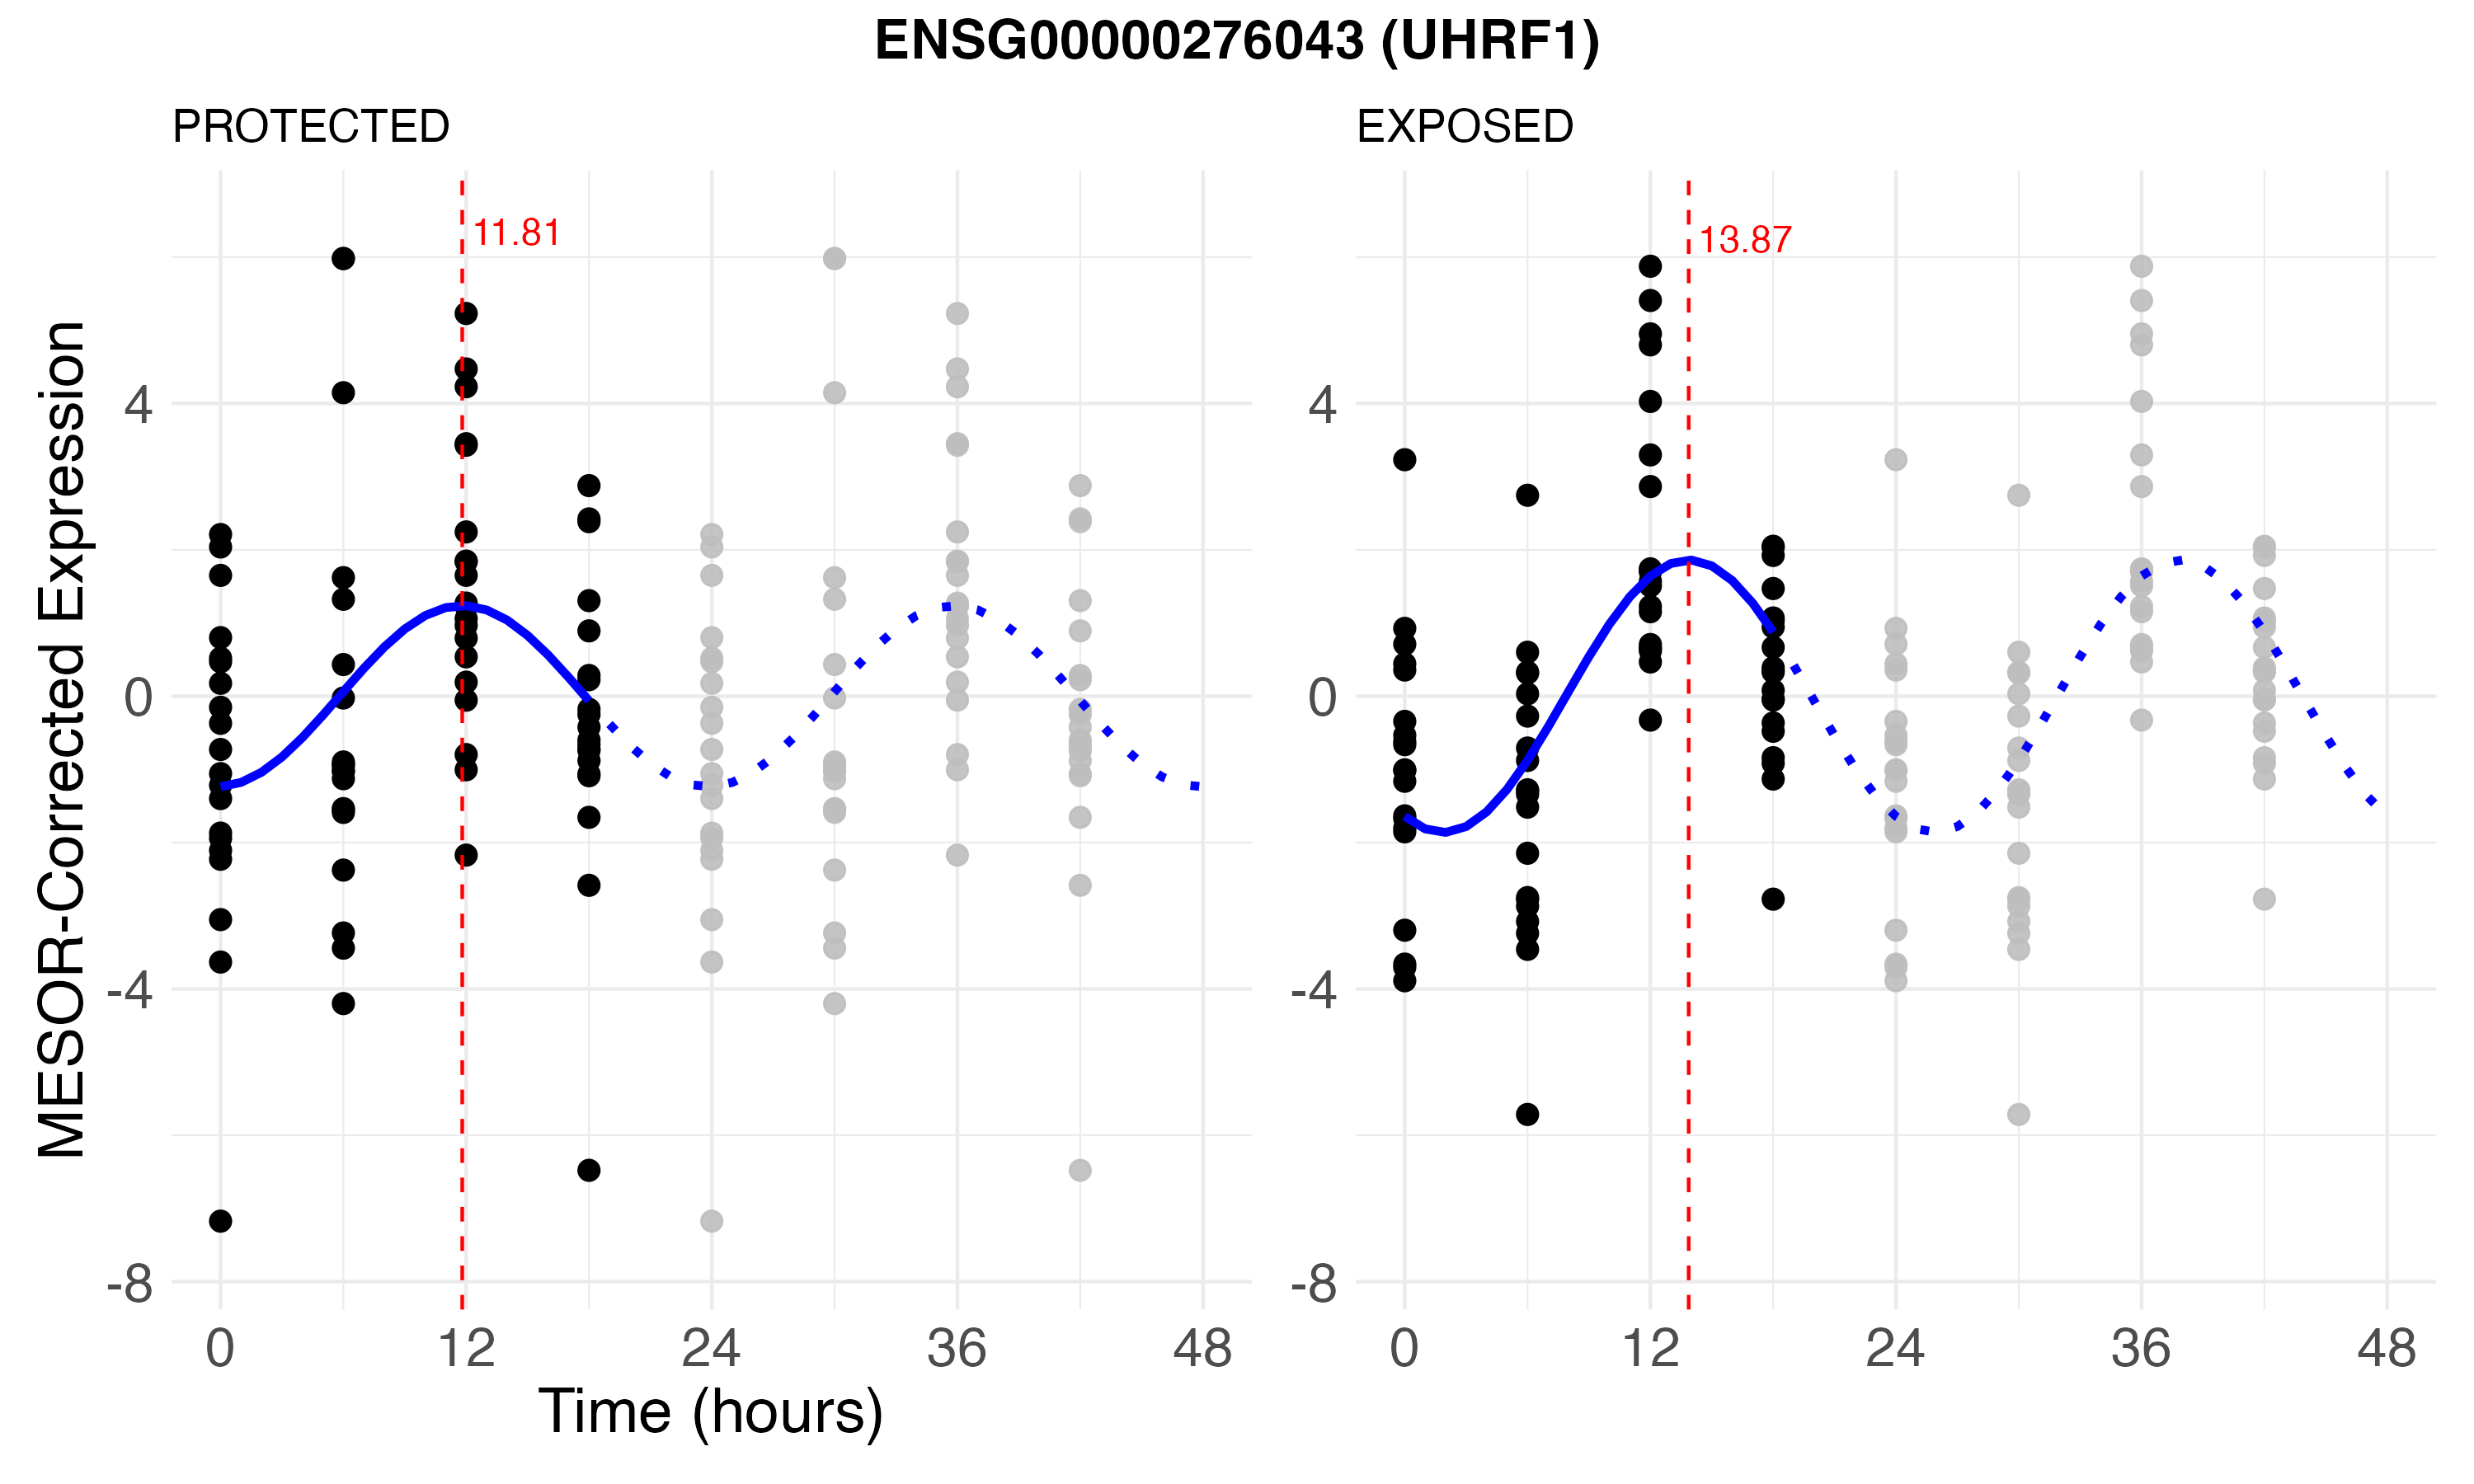 ENSG00000276043 (UHRF1)
PROTECTED
EXPOSED
MESOR-Corrected Expression
11.81
13.87
4
0
-4
-8
4
0
-4
-8
0 12 24 36 48
0 12 24 36 48
Time (hours)